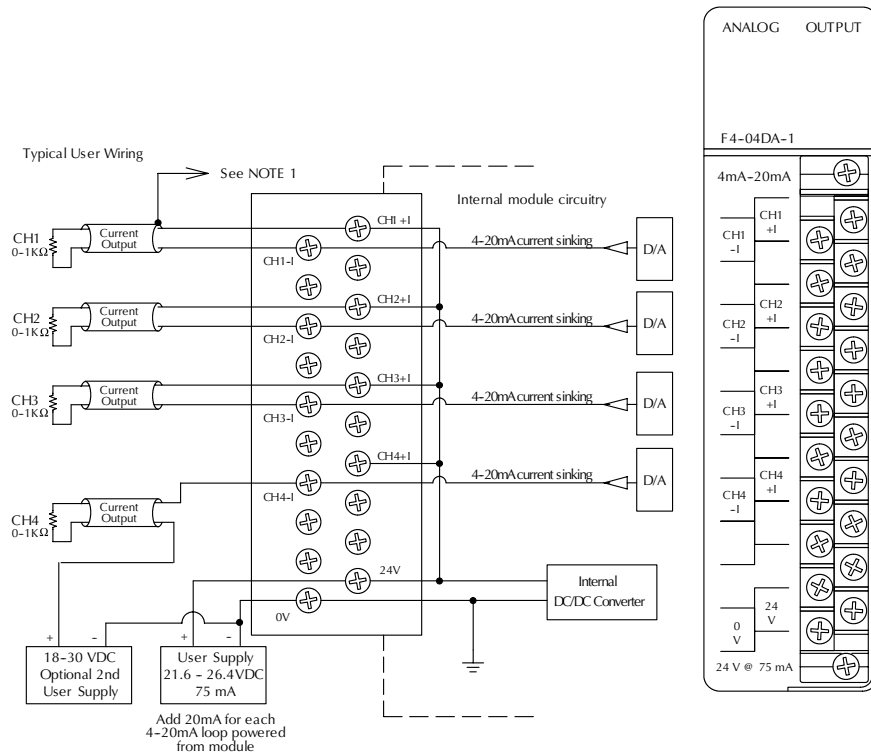 Typical User Wiring
See NOTE 1
Internal module circuitry
CH1
0-1KΩ
Current
Output
CH1 +I
CH1-I
4-20mA current sinking
D/A
CH2
0-1KΩ
Current
Output
CH2+I
CH2-I
4-20mA current sinking
D/A
CH3
0-1KΩ
Current
Output
CH3+I
CH3-I
4-20mA current sinking
D/A
CH4
0-1KΩ
Current
Output
CH4+I
CH4-I
4-20mA current sinking
D/A
24V
0V
Internal
DC/DC Converter
+ -
18-30 VDC
Optional 2nd
User Supply
+ -
User Supply
21.6 - 26.4VDC
75 mA
Add 20mA for each
4-20mA loop powered
from module
ANALOG OUTPUT
F4-04DA-1
4mA-20mA
CH1
+I
CH1
-I
CH2
+I
CH2
-I
CH3
+I
CH3
-I
CH4
+I
CH4
-I
24
V
0
V
24 V @ 75 mA